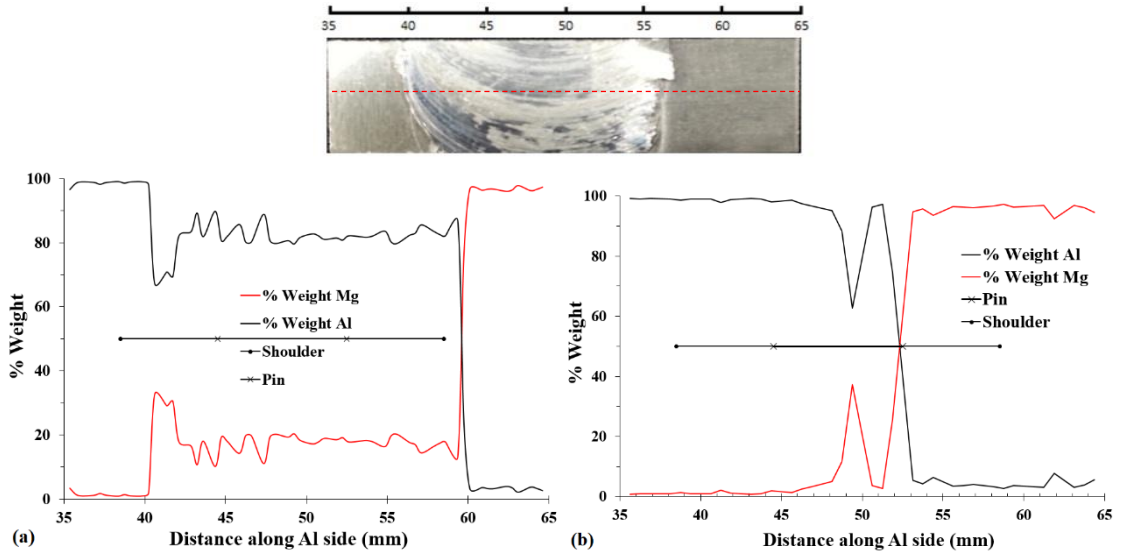 35 40 45 50 55 60 65
100
80
60
40
20
0
% Weight
% Weight Mg
% Weight Al
Shoulder
Pin
35 40 45 50 55 60 65
(a) Distance along Al side (mm)
100
80
60
40
20
0
% Weight
% Weight Al
% Weight Mg
Pin
Shoulder
35 40 45 50 55 60 65
(b) Distance along Al side (mm)